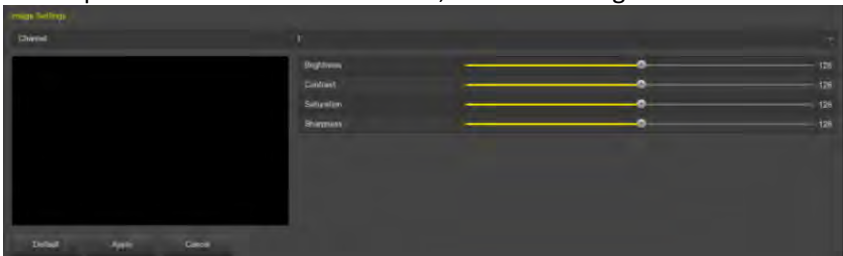 Image Settings
Channel 1
Brightness 128
Contrast 128
Saturation 128
Sharpness 128
Default Apply Cancel